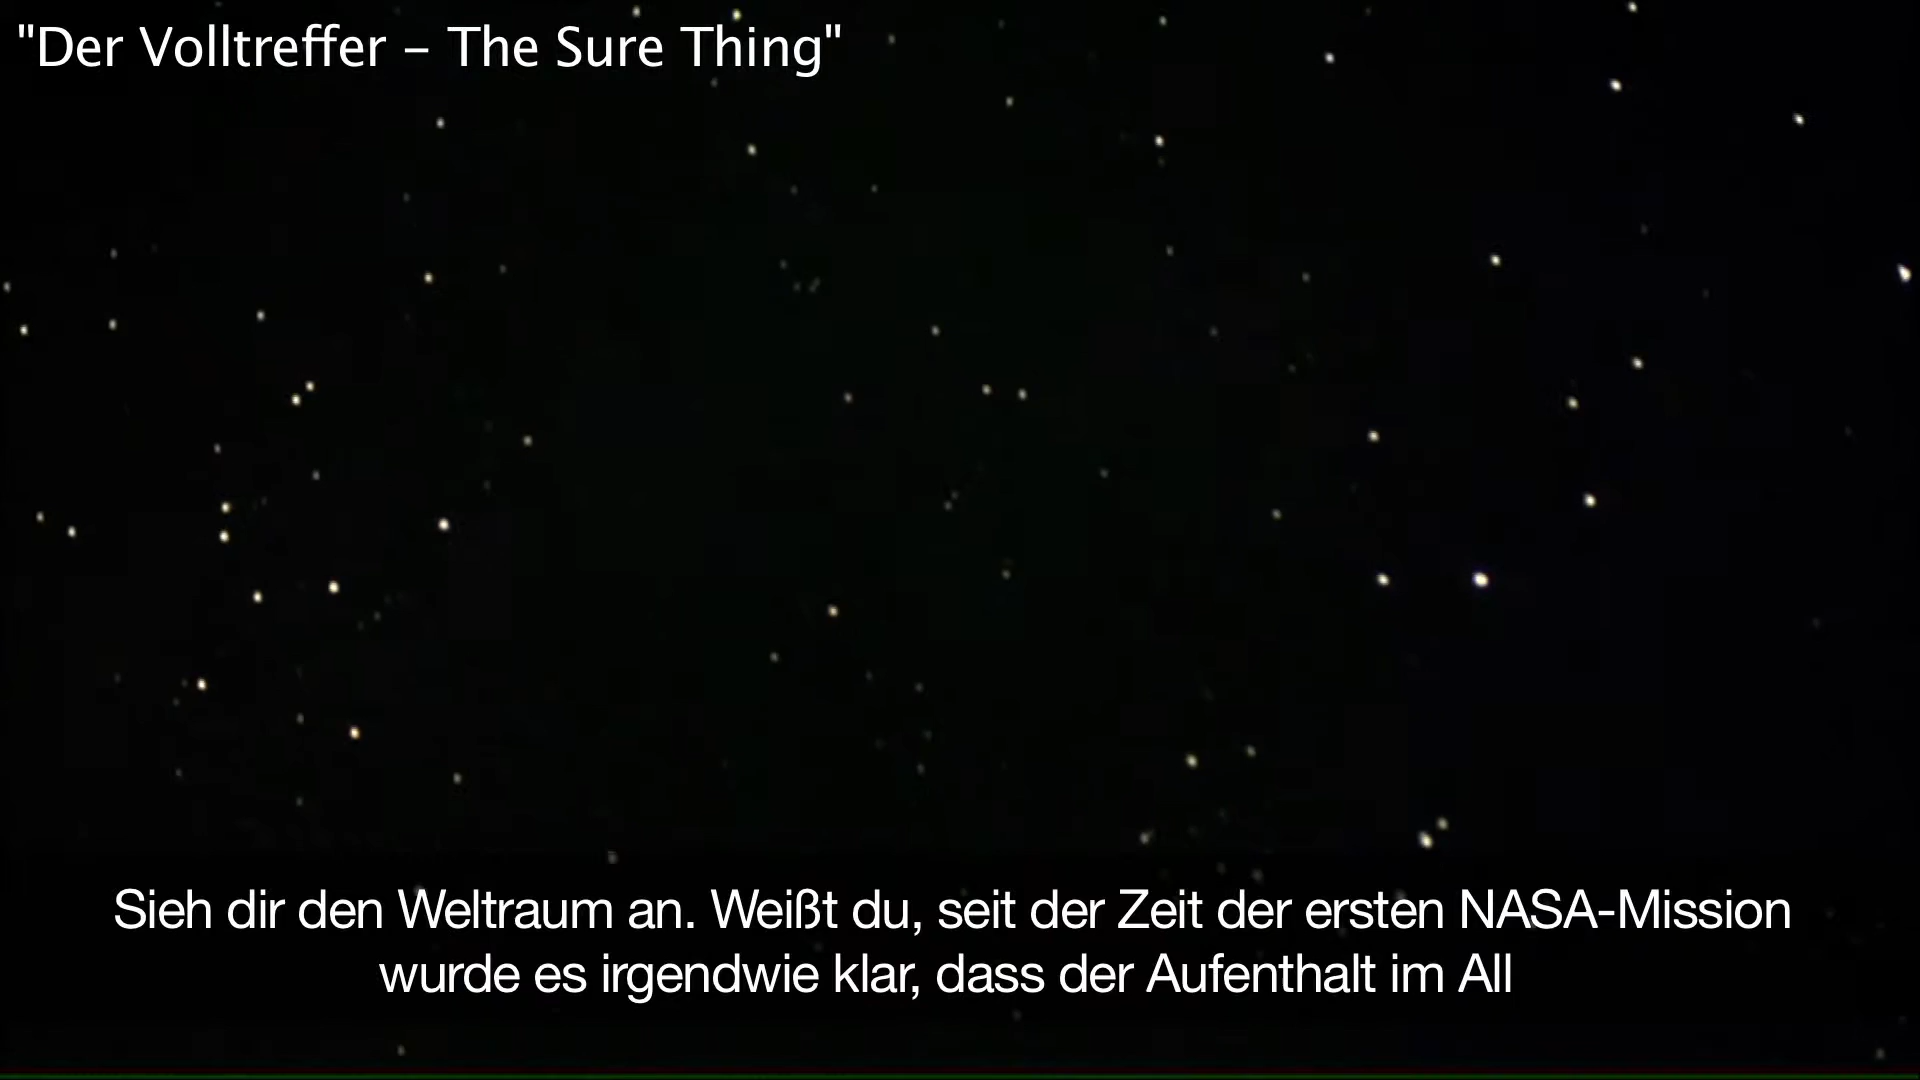 "Der Volltreffer – The Sure Thing"
Sieh dir den Weltraum an. Weißt du, seit der Zeit der ersten NASA-Mission
wurde es irgendwie klar, dass der Aufenthalt im All